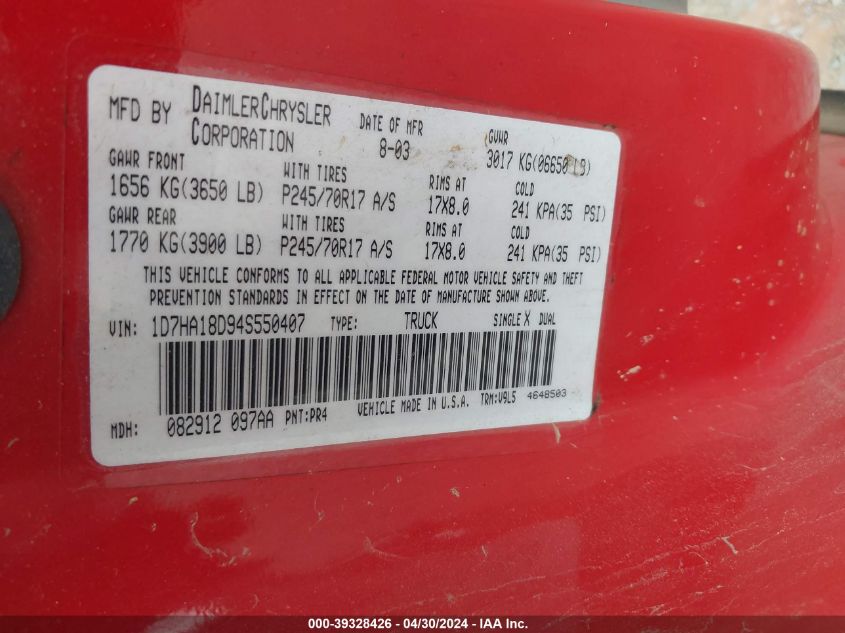 MFD BY DAIMLERCHRYSLER CORPORATION DATE OF MFR 8-03 GVWR 3017 KG(06650 LB)
GAWR FRONT WITH TIRES RIMS AT COLD
1656 KG(3650 LB) P245/70R17 A/S 17X8.0 241 KPA(35 PSI)
GAWR REAR WITH TIRES RIMS AT COLD
1770 KG(3900 LB) P245/70R17 A/S 17X8.0 241 KPA(35 PSI)
THIS VEHICLE CONFORMS TO ALL APPLICABLE FEDERAL MOTOR VEHICLE SAFETY AND THEFT
PREVENTION STANDARDS IN EFFECT ON THE DATE OF MANUFACTURE SHOWN ABOVE.
VIN: 1D7HA18D94S550407 TYPE: TRUCK SINGLE X DUAL
MDH: 082912 097AA PNT:PR4 VEHICLE MADE IN U.S.A. TRM:V9L5 4648503
000-39328426 - 04/30/2024 - IAA Inc.